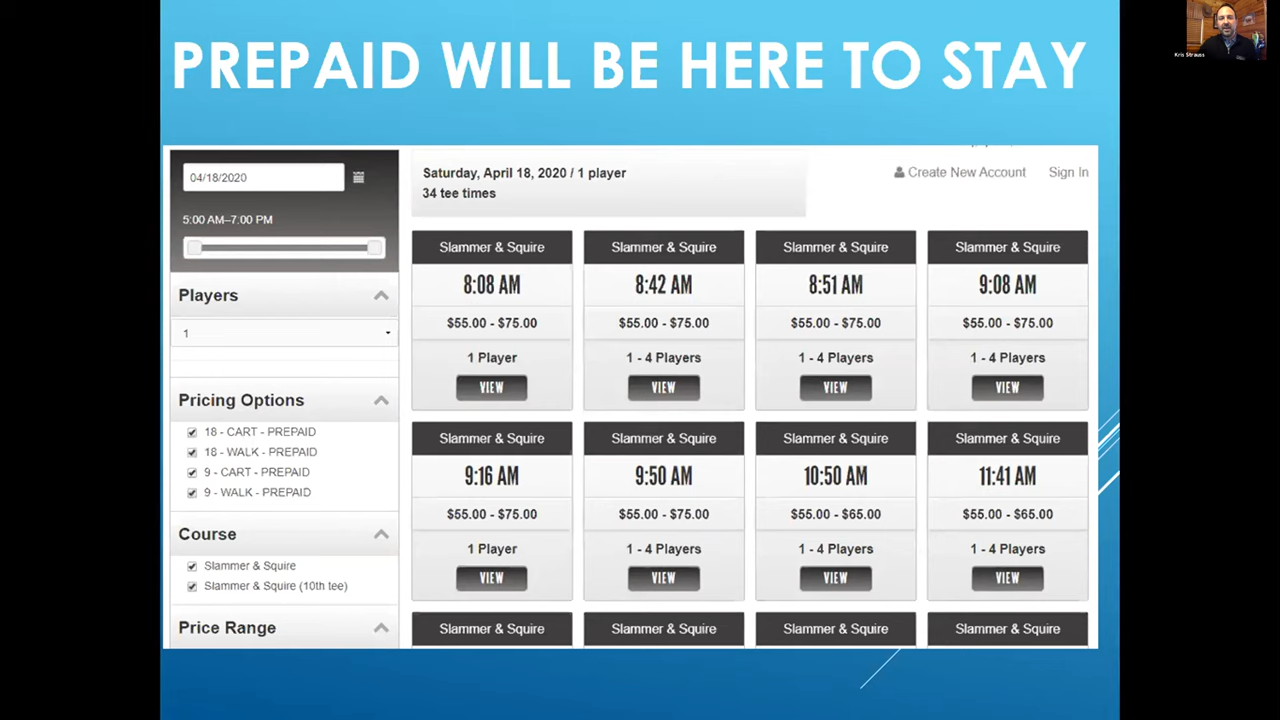 PREPAID WILL BE HERE TO STAY
Kris Strauss
04/18/2020
5:00 AM–7:00 PM
Players
1
Pricing Options
18 - CART - PREPAID
18 - WALK - PREPAID
9 - CART - PREPAID
9 - WALK - PREPAID
Course
Slammer & Squire
Slammer & Squire (10th tee)
Price Range
Saturday, April 18, 2020 / 1 player
34 tee times
Create New Account Sign In
Slammer & Squire Slammer & Squire Slammer & Squire Slammer & Squire
8:08 AM 8:42 AM 8:51 AM 9:08 AM
$55.00 - $75.00 $55.00 - $75.00 $55.00 - $75.00 $55.00 - $75.00
1 Player 1 - 4 Players 1 - 4 Players 1 - 4 Players
VIEW VIEW VIEW VIEW
Slammer & Squire Slammer & Squire Slammer & Squire Slammer & Squire
9:16 AM 9:50 AM 10:50 AM 11:41 AM
$55.00 - $75.00 $55.00 - $75.00 $55.00 - $65.00 $55.00 - $65.00
1 Player 1 - 4 Players 1 - 4 Players 1 - 4 Players
VIEW VIEW VIEW VIEW
Slammer & Squire Slammer & Squire Slammer & Squire Slammer & Squire